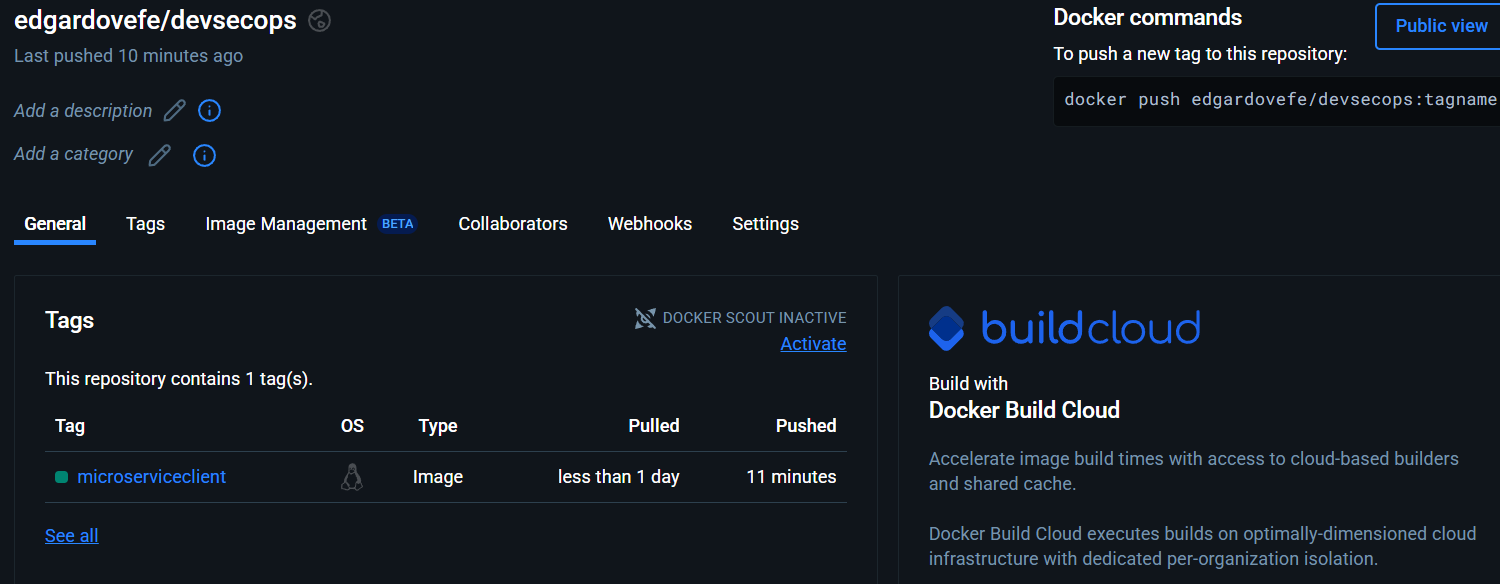 edgardovefe/devsecops
Last pushed 10 minutes ago
Add a description
Add a category
Docker commands
Public view
To push a new tag to this repository:
docker push edgardovefe/devsecops:tagname
General Tags Image Management BETA Collaborators Webhooks Settings
Tags
DOCKER SCOUT INACTIVE
Activate
This repository contains 1 tag(s).
Tag OS Type Pulled Pushed
microserviceclient Image less than 1 day 11 minutes
See all
buildcloud
Build with
Docker Build Cloud
Accelerate image build times with access to cloud-based builders
and shared cache.
Docker Build Cloud executes builds on optimally-dimensioned cloud
infrastructure with dedicated per-organization isolation.